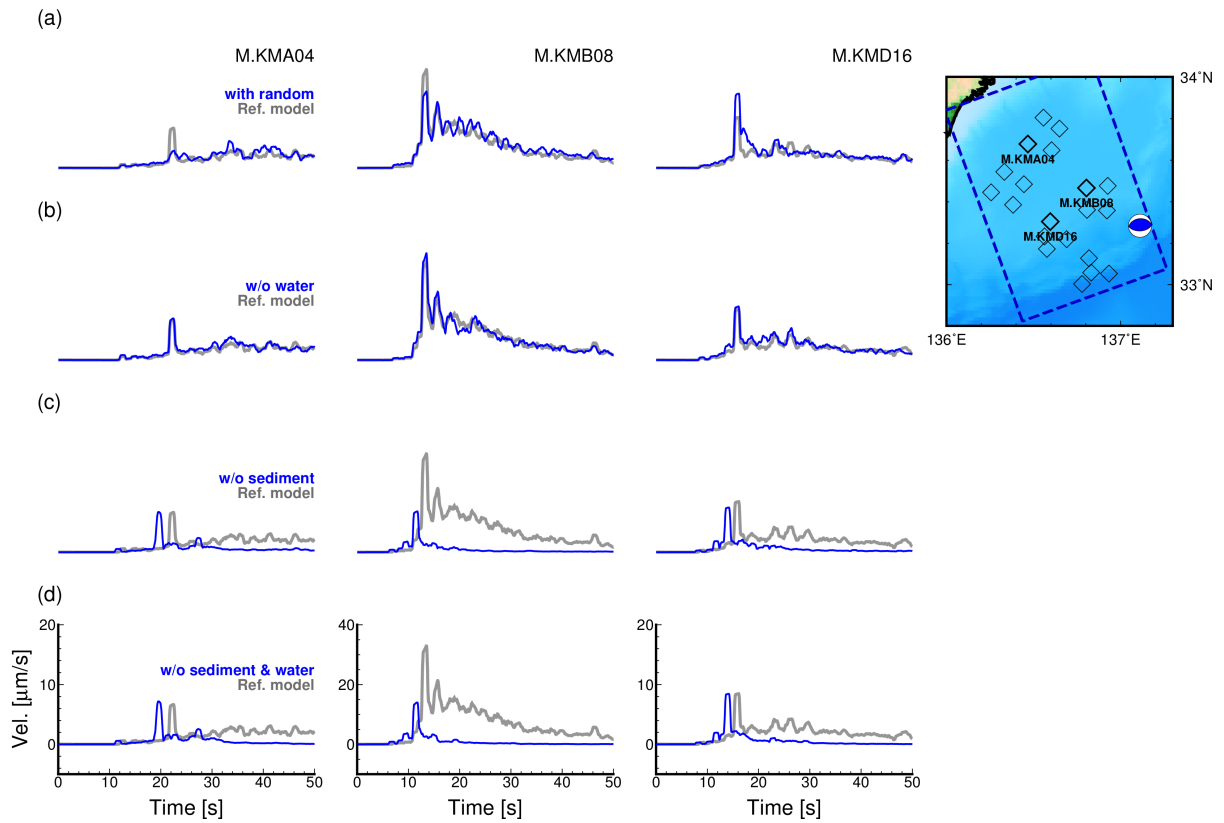 (a)
M.KMA04
M.KMB08
M.KMD16
with random
Ref. model
34˚N
M.KMA04
M.KMB08
M.KMD16
33˚N
136˚E
137˚E
(b)
w/o water
Ref. model
(c)
w/o sediment
Ref. model
(d)
20
10
0
Vel. [μm/s]
w/o sediment & water
Ref. model
40
20
0
20
10
0
0 10 20 30 40 50
0 10 20 30 40 50
0 10 20 30 40 50
Time [s]
Time [s]
Time [s]